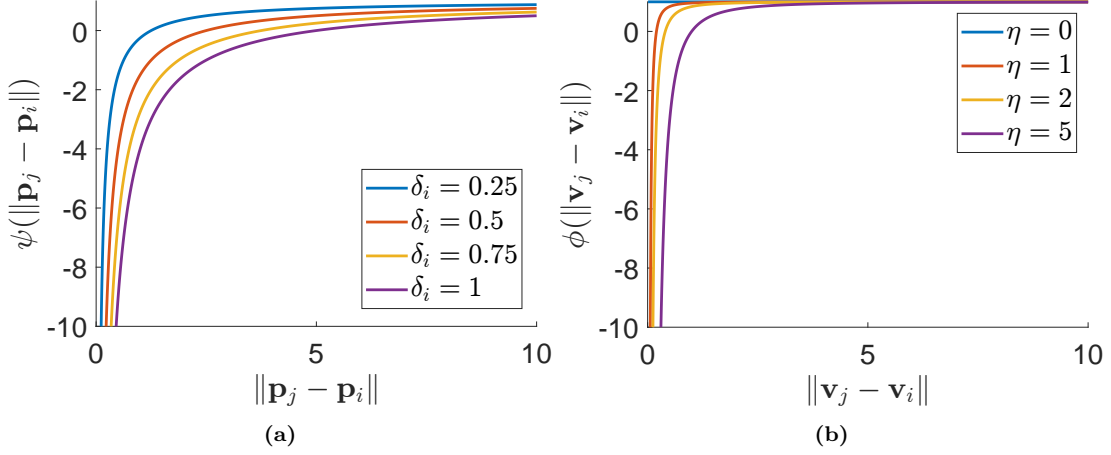 0
-2
-4
-6
-8
-10
0
5
10
ψ(‖p_j − p_i‖)
‖p_j − p_i‖
δ_i = 0.25
δ_i = 0.5
δ_i = 0.75
δ_i = 1
(a)
0
-2
-4
-6
-8
-10
0
5
10
ϕ(‖v_j − v_i‖)
‖v_j − v_i‖
η = 0
η = 1
η = 2
η = 5
(b)